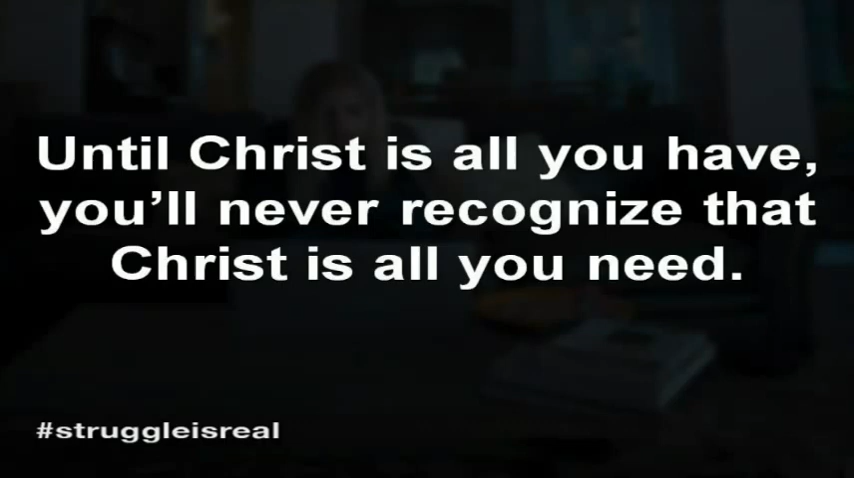 Until Christ is all you have,
you’ll never recognize that
Christ is all you need.
#struggleisreal